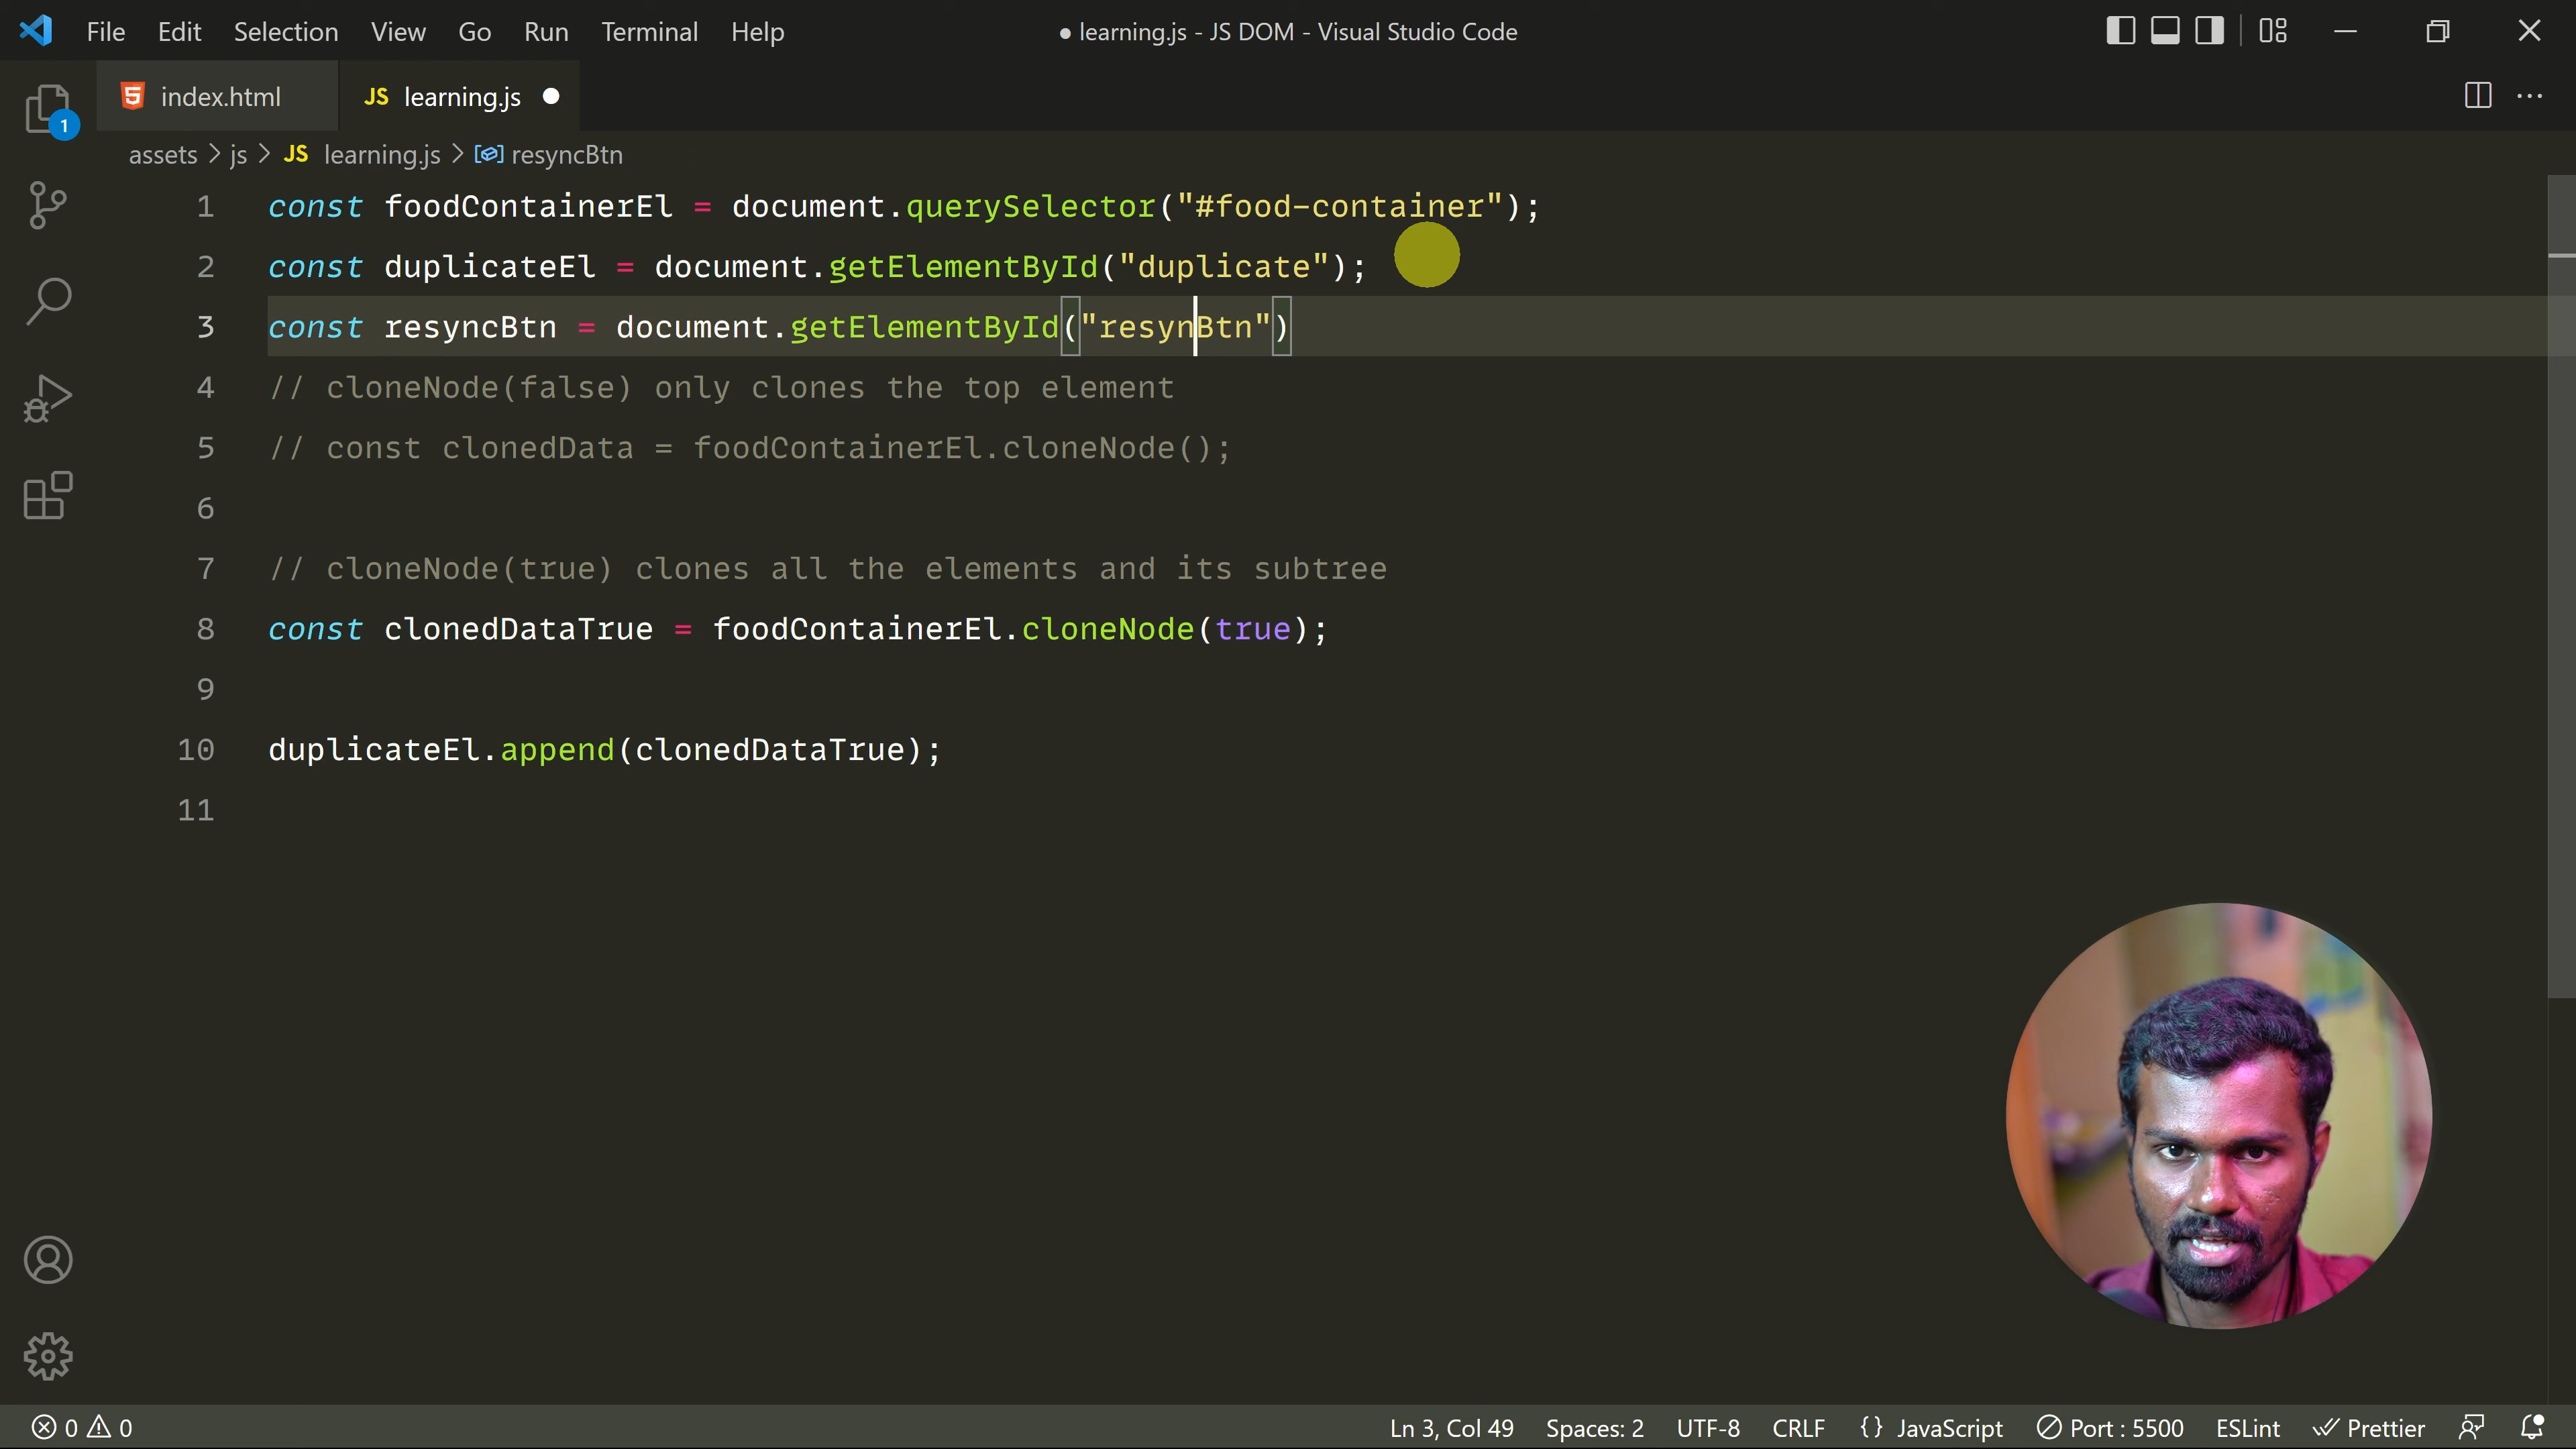 File Edit Selection View Go Run Terminal Help ● learning.js - JS DOM - Visual Studio Code
index.html JS learning.js ●
1
assets > js > JS learning.js > resyncBtn
1 const foodContainerEl = document.querySelector("#food-container");
2 const duplicateEl = document.getElementById("duplicate");
3 const resyncBtn = document.getElementById("resynBtn")
4 // cloneNode(false) only clones the top element
5 // const clonedData = foodContainerEl.cloneNode();
6
7 // cloneNode(true) clones all the elements and its subtree
8 const clonedDataTrue = foodContainerEl.cloneNode(true);
9
10 duplicateEl.append(clonedDataTrue);
11
0 0 Ln 3, Col 49 Spaces: 2 UTF-8 CRLF {} JavaScript Port : 5500 ESLint Prettier